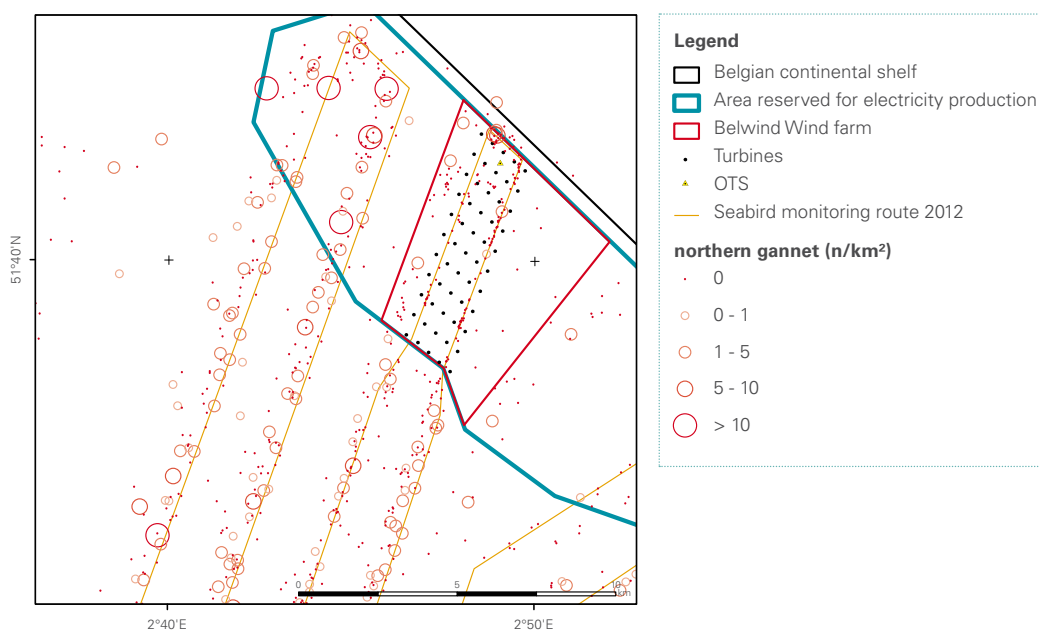 51°40'N
0
5
10
km
2°40'E
2°50'E
Legend
Belgian continental shelf
Area reserved for electricity production
Belwind Wind farm
Turbines
OTS
Seabird monitoring route 2012
northern gannet (n/km²)
0
0 - 1
1 - 5
5 - 10
> 10